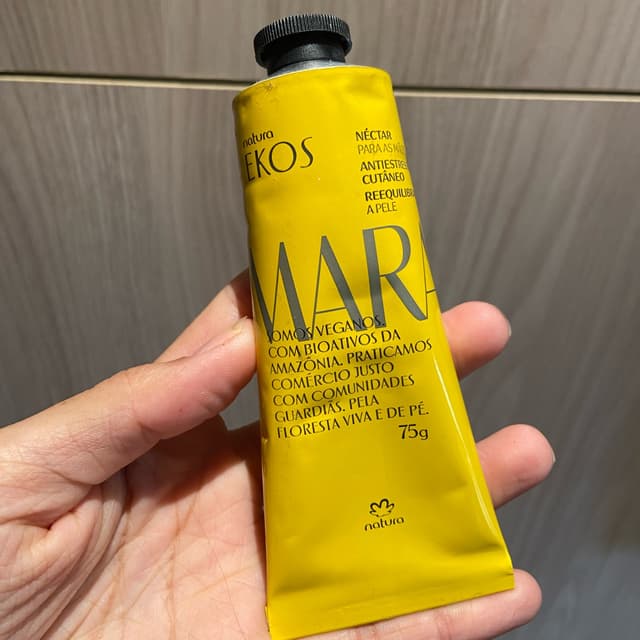 natura
EKOS
NÉCTAR
PARA AS
ANTIESTRES
CUTÂNEO
REEQUILIBR
A PELE
MARA
SOMOS VEGANOS.
COM BIOATIVOS DA
AMAZÔNIA. PRATICAMOS
COMÉRCIO JUSTO
COM COMUNIDADES
GUARDIÃS. PELA
FLORESTA VIVA E DE PÉ.
75g
natura